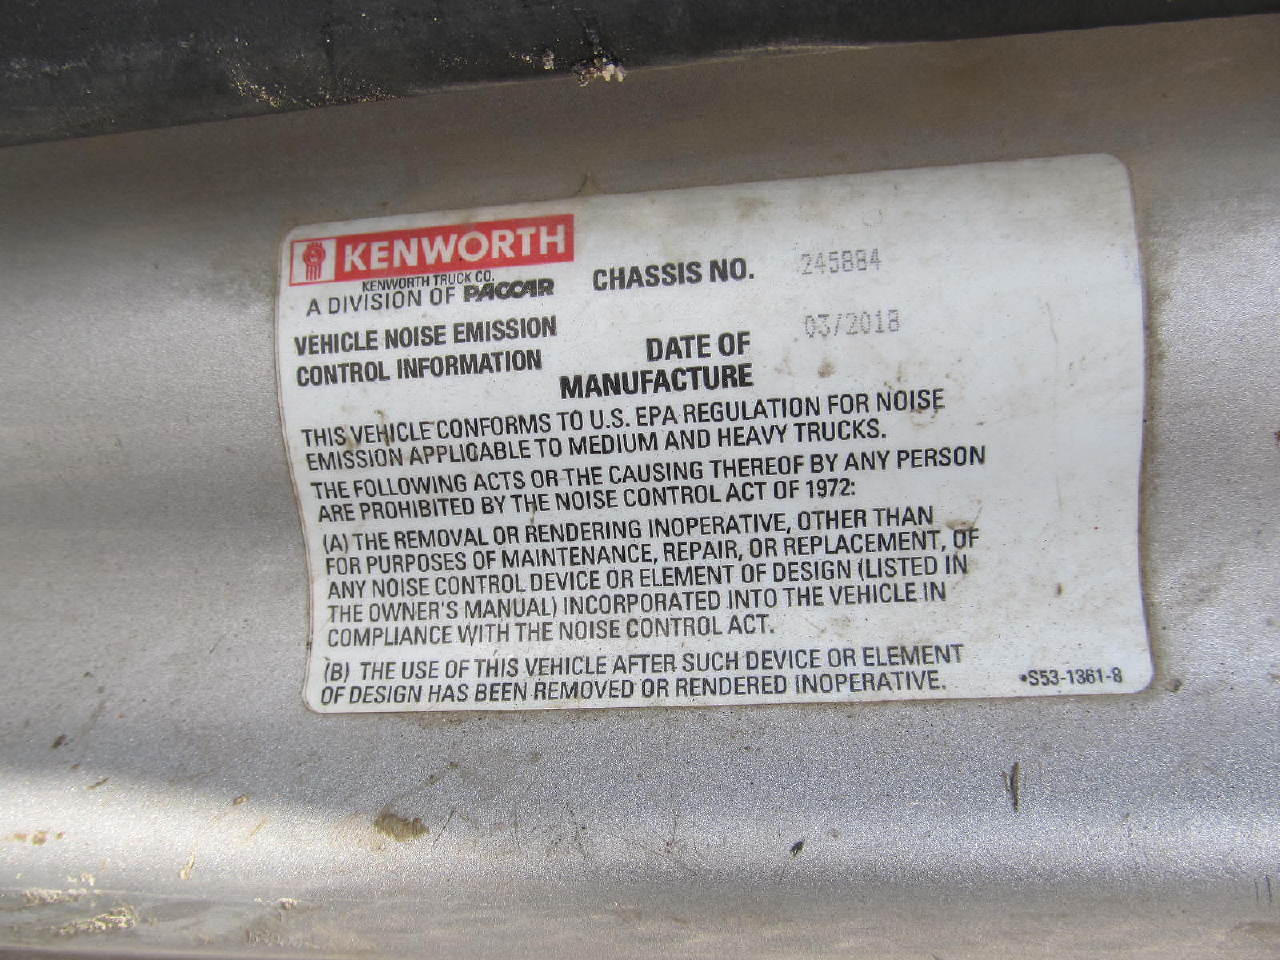 KENWORTH
KENWORTH TRUCK CO.
A DIVISION OF PACCAR
CHASSIS NO. 245884
VEHICLE NOISE EMISSION
CONTROL INFORMATION
DATE OF
MANUFACTURE
03/2018
THIS VEHICLE CONFORMS TO U.S. EPA REGULATION FOR NOISE
EMISSION APPLICABLE TO MEDIUM AND HEAVY TRUCKS.
THE FOLLOWING ACTS OR THE CAUSING THEREOF BY ANY PERSON
ARE PROHIBITED BY THE NOISE CONTROL ACT OF 1972:
(A) THE REMOVAL OR RENDERING INOPERATIVE, OTHER THAN
FOR PURPOSES OF MAINTENANCE, REPAIR, OR REPLACEMENT, OF
ANY NOISE CONTROL DEVICE OR ELEMENT OF DESIGN (LISTED IN
THE OWNER'S MANUAL) INCORPORATED INTO THE VEHICLE IN
COMPLIANCE WITH THE NOISE CONTROL ACT.
(B) THE USE OF THIS VEHICLE AFTER SUCH DEVICE OR ELEMENT
OF DESIGN HAS BEEN REMOVED OR RENDERED INOPERATIVE.
*S53-1361-8